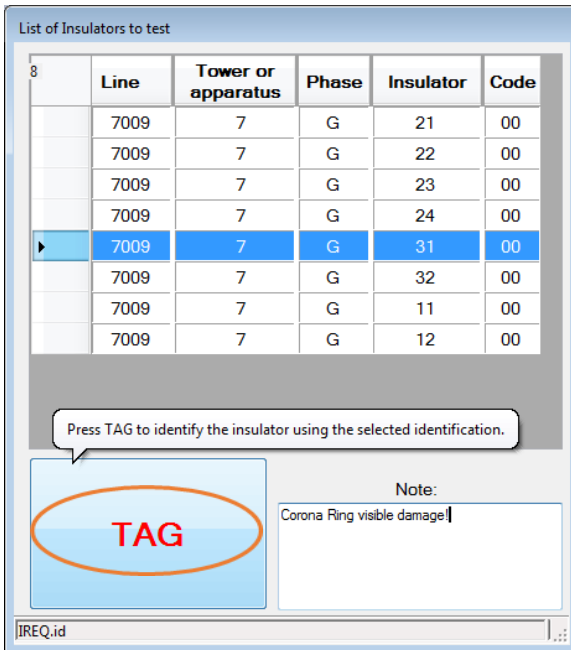 List of Insulators to test
8 Line Tower or apparatus Phase Insulator Code
7009 7 G 21 00
7009 7 G 22 00
7009 7 G 23 00
7009 7 G 24 00
7009 7 G 31 00
7009 7 G 32 00
7009 7 G 11 00
7009 7 G 12 00
Press TAG to identify the insulator using the selected identification.
TAG
Note:
Corona Ring visible damage!
IREQ.id